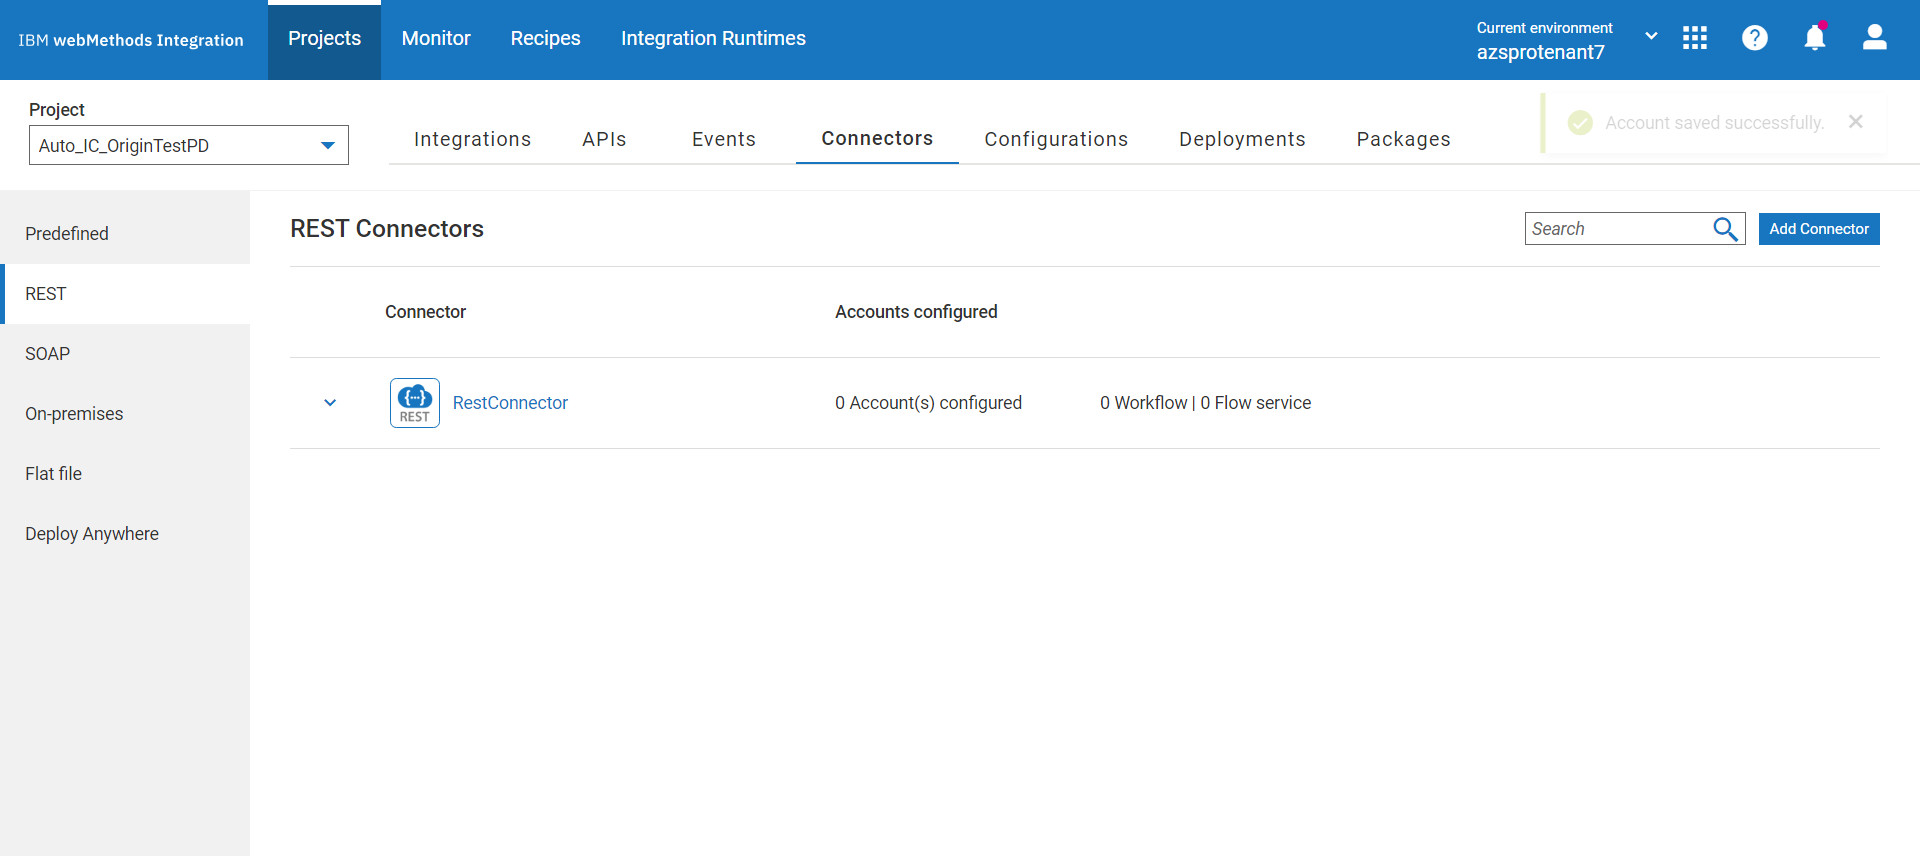 IBM webMethods Integration
Projects
Monitor
Recipes
Integration Runtimes
Current environment
azsprotenant7
Project
Auto_IC_OriginTestPD
Integrations
APIs
Events
Connectors
Configurations
Deployments
Packages
Account saved successfully.
Predefined
REST
SOAP
On-premises
Flat file
Deploy Anywhere
REST Connectors
Search
Add Connector
Connector
Accounts configured
REST
RestConnector
0 Account(s) configured
0 Workflow | 0 Flow service